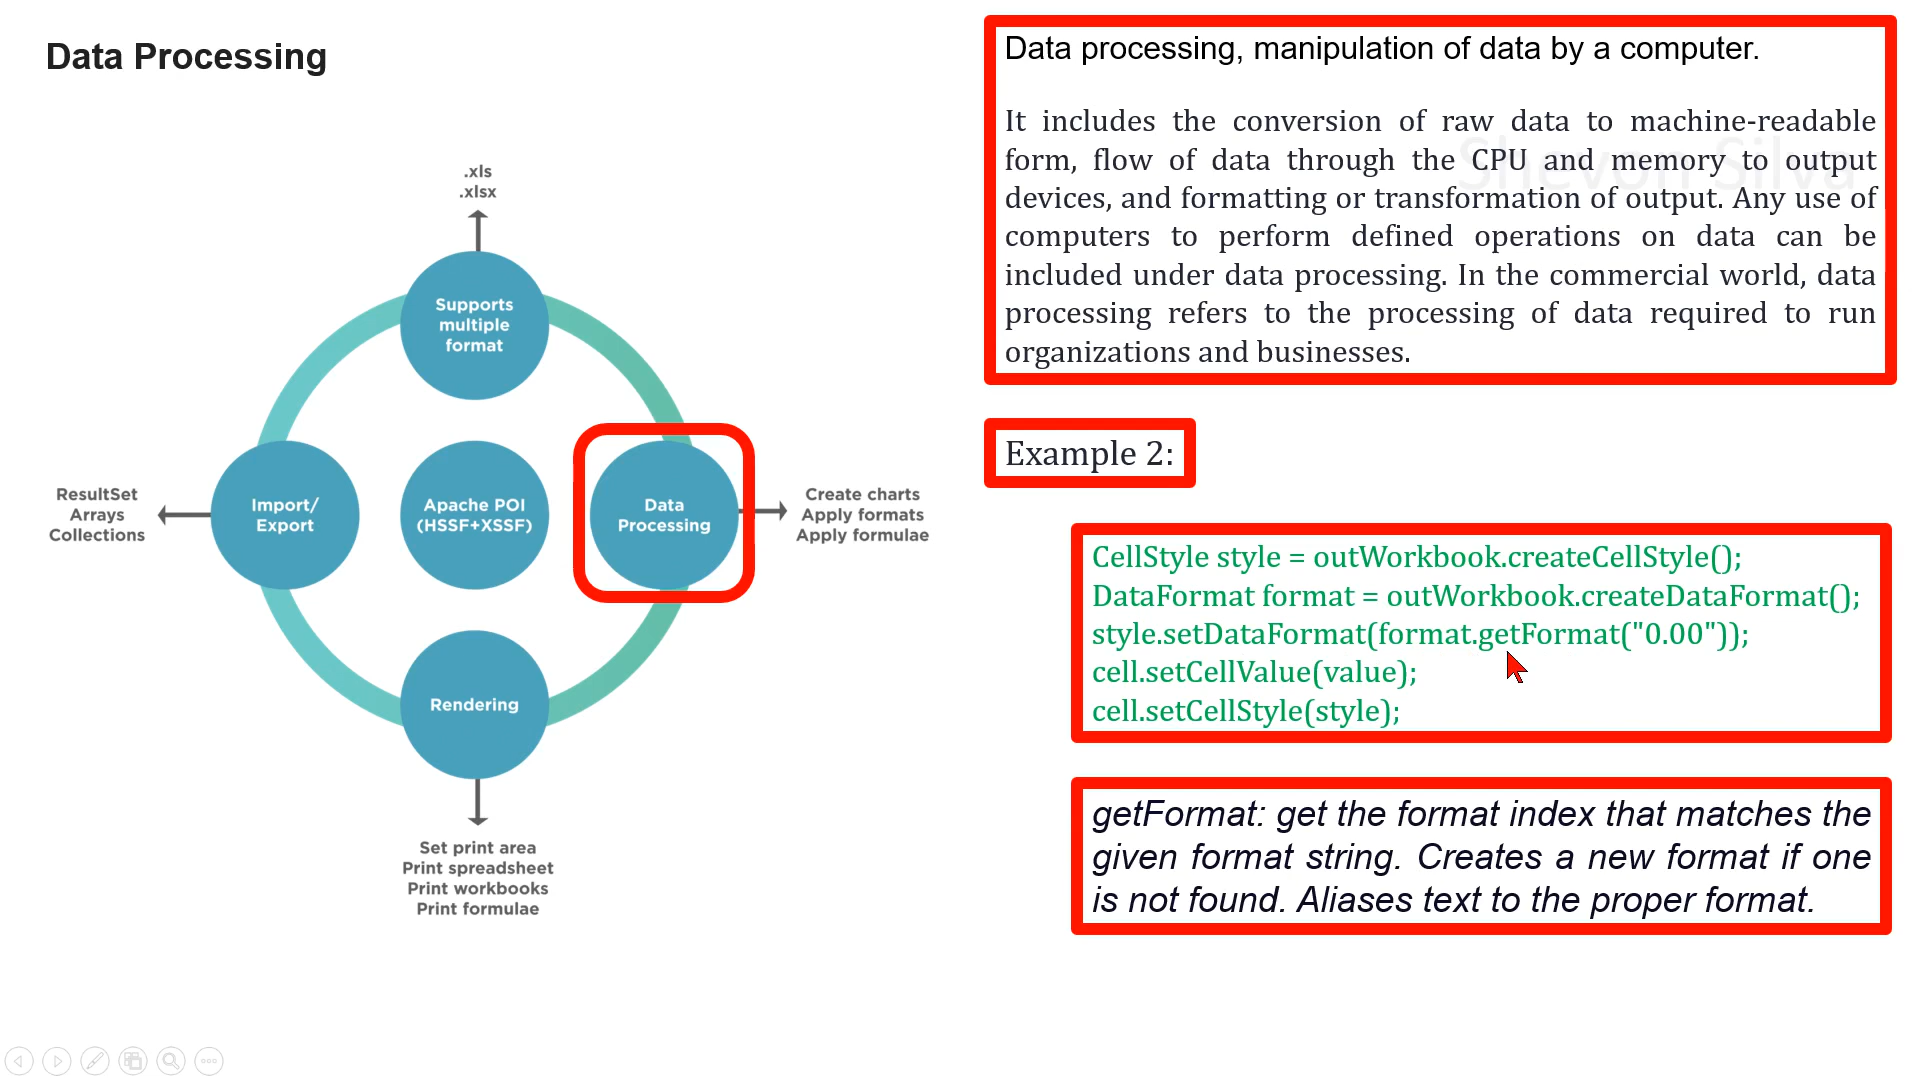 Data Processing
.xls
.xlsx
Supports
multiple
format
Import/
Export
ResultSet
Arrays
Collections
Apache POI
(HSSF+XSSF)
Data
Processing
Create charts
Apply formats
Apply formulae
Rendering
Set print area
Print spreadsheet
Print workbooks
Print formulae
Data processing, manipulation of data by a computer.
It includes the conversion of raw data to machine-readable
form, flow of data through the CPU and memory to output
devices, and formatting or transformation of output. Any use of
computers to perform defined operations on data can be
included under data processing. In the commercial world, data
processing refers to the processing of data required to run
organizations and businesses.
Shevon Silva
Example 2:
CellStyle style = outWorkbook.createCellStyle();
DataFormat format = outWorkbook.createDataFormat();
style.setDataFormat(format.getFormat("0.00"));
cell.setCellValue(value);
cell.setCellStyle(style);
getFormat: get the format index that matches the
given format string. Creates a new format if one
is not found. Aliases text to the proper format.